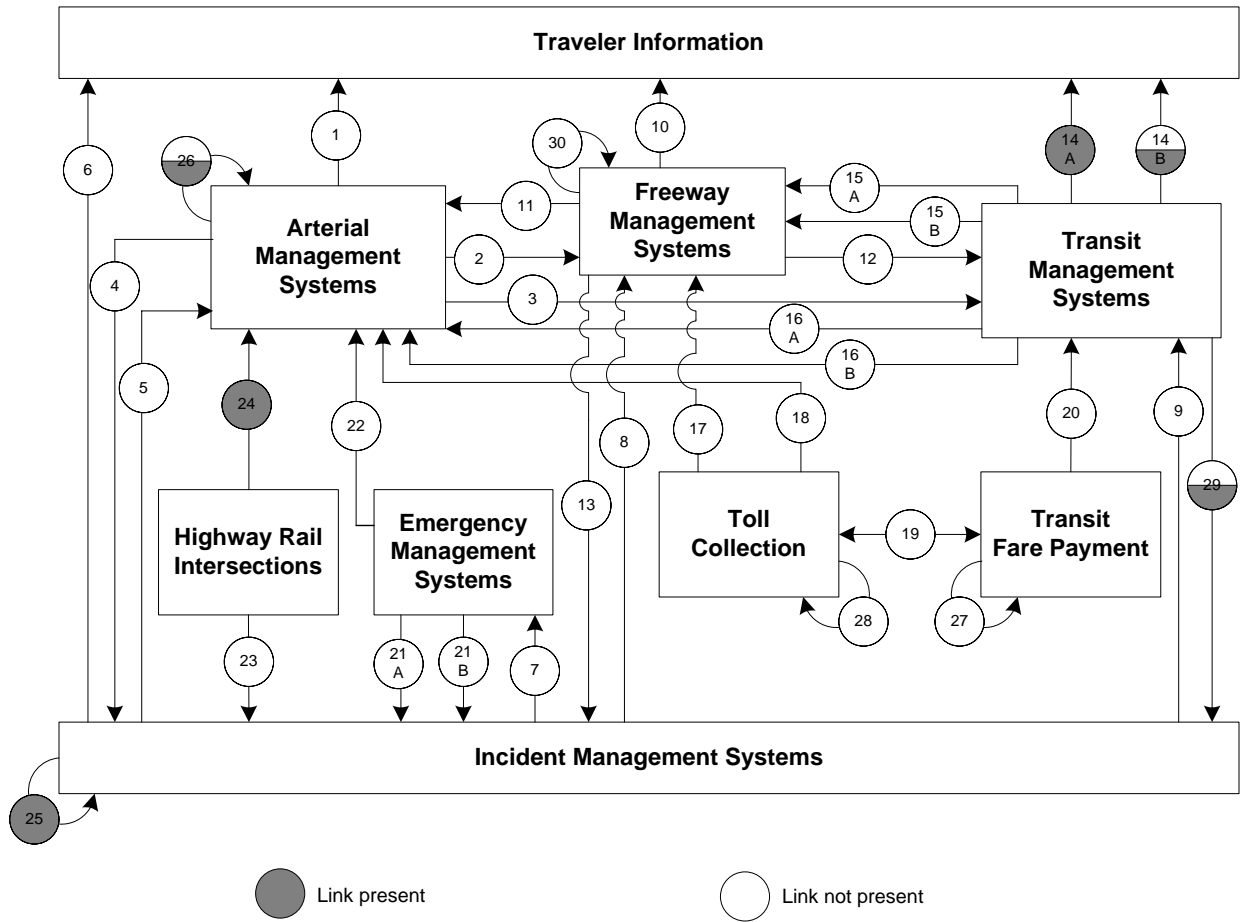 Traveler Information
6
1
10
14
A
14
B
26
30
15
A
15
B
11
Freeway
Management
Systems
Arterial
Management
Systems
Transit
Management
Systems
2
12
4
3
16
A
16
B
5
24
22
8
17
18
20
9
13
29
Highway Rail
Intersections
Emergency
Management
Systems
Toll
Collection
19
Transit
Fare Payment
28
27
23
21
A
21
B
7
Incident Management Systems
25
Link present
Link not present